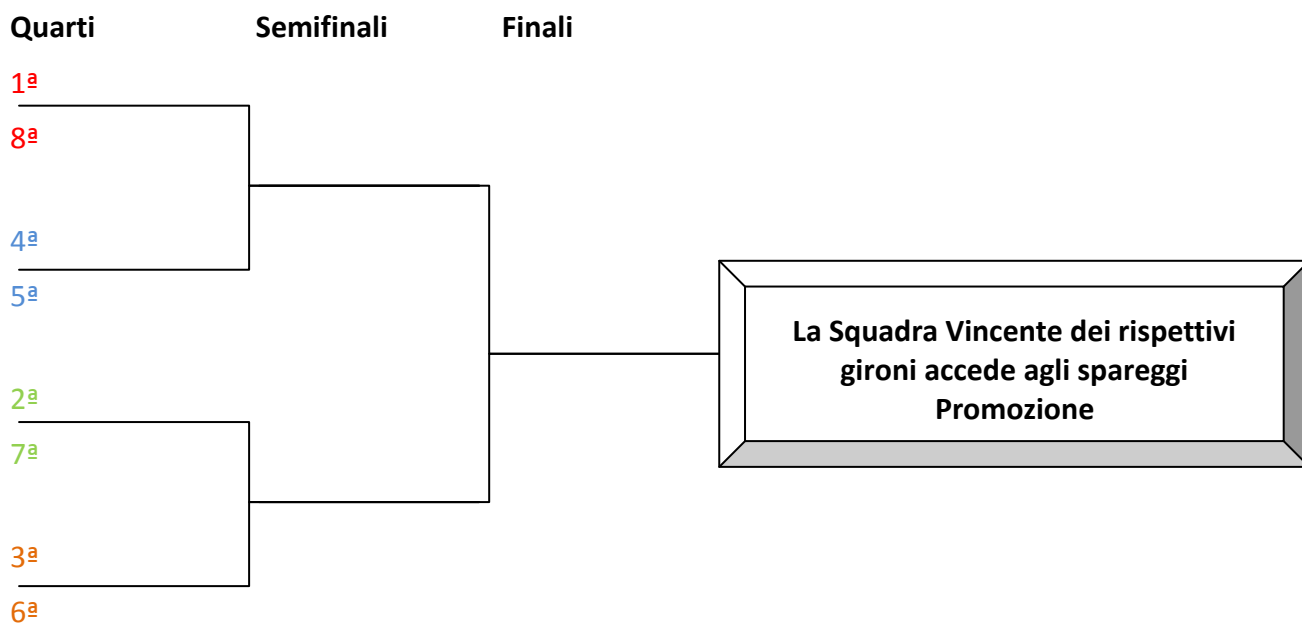 Quarti Semifinali Finali
1ª
8ª
4ª
5ª
La Squadra Vincente dei rispettivi
gironi accede agli spareggi
Promozione
2ª
7ª
3ª
6ª